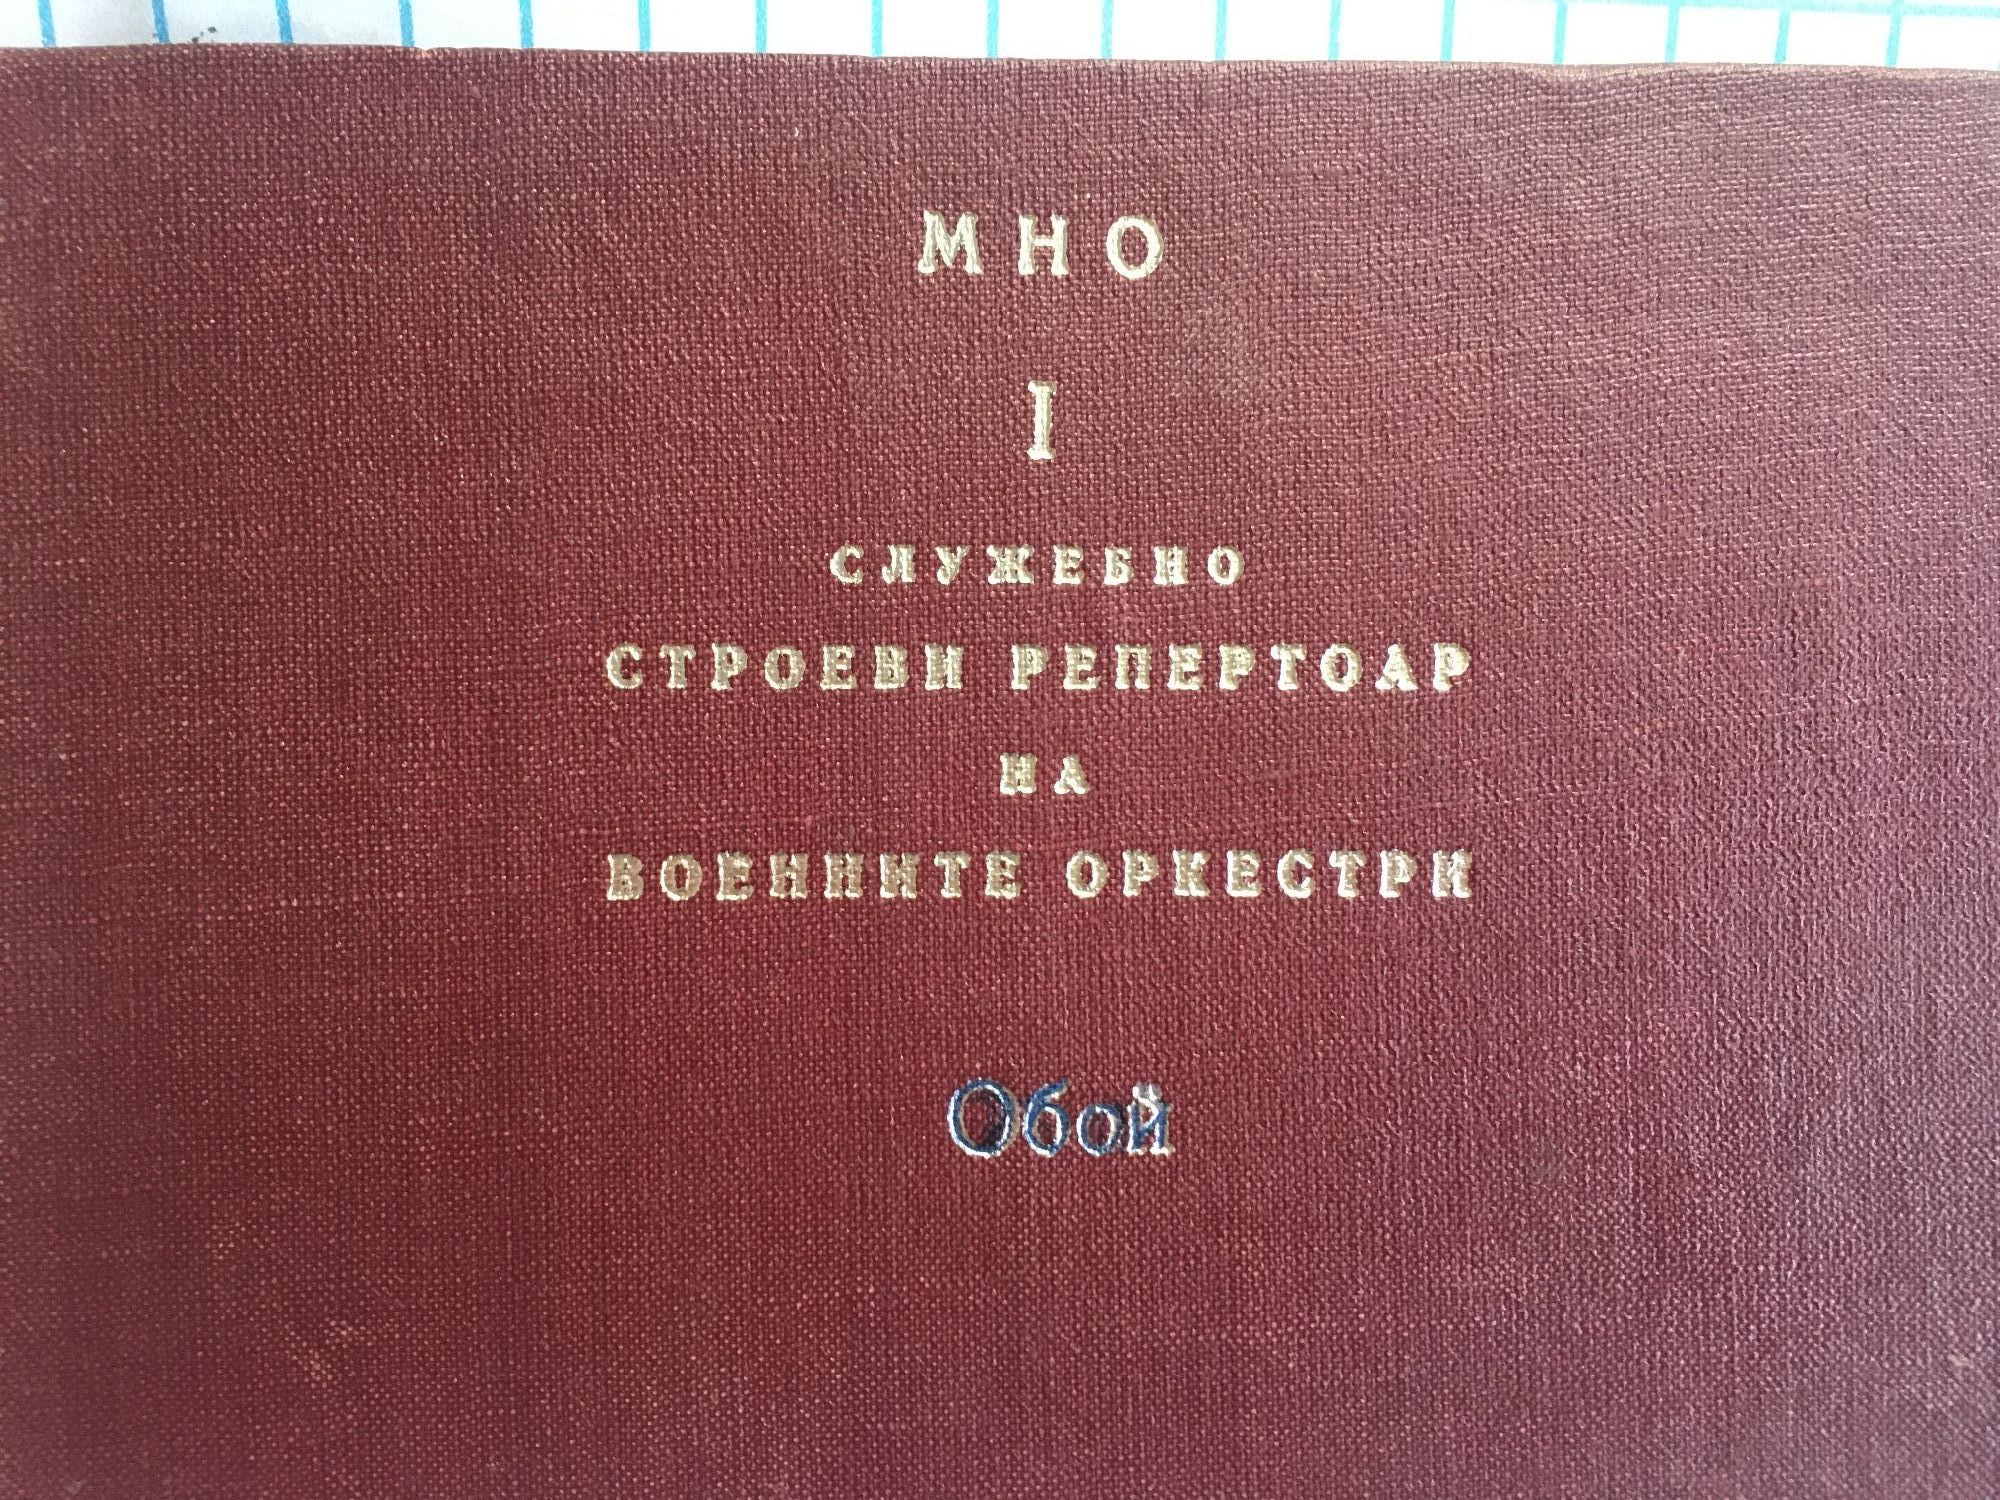 МНО
I
СЛУЖЕБНО
СТРОЕВИ РЕПЕРТОАР
НА
ВОЕННИТЕ ОРКЕСТРИ
Обой